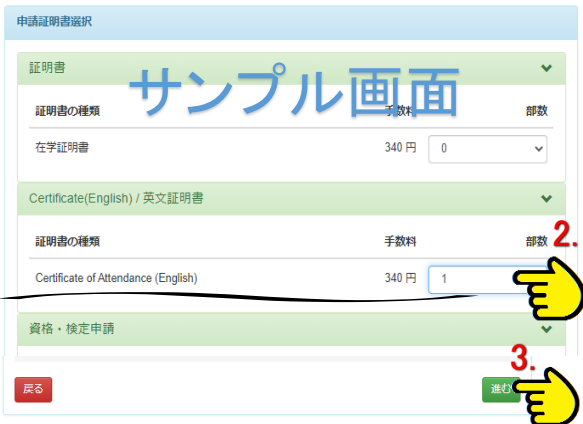 申請証明書選択
証明書
サンプル画面
証明書の種類 手数料 部数
在学証明書 340 円 0
Certificate(English) / 英文証明書
証明書の種類 手数料 部数 2.
Certificate of Attendance (English) 340 円 1
資格・検定申請
3.
戻る 進む